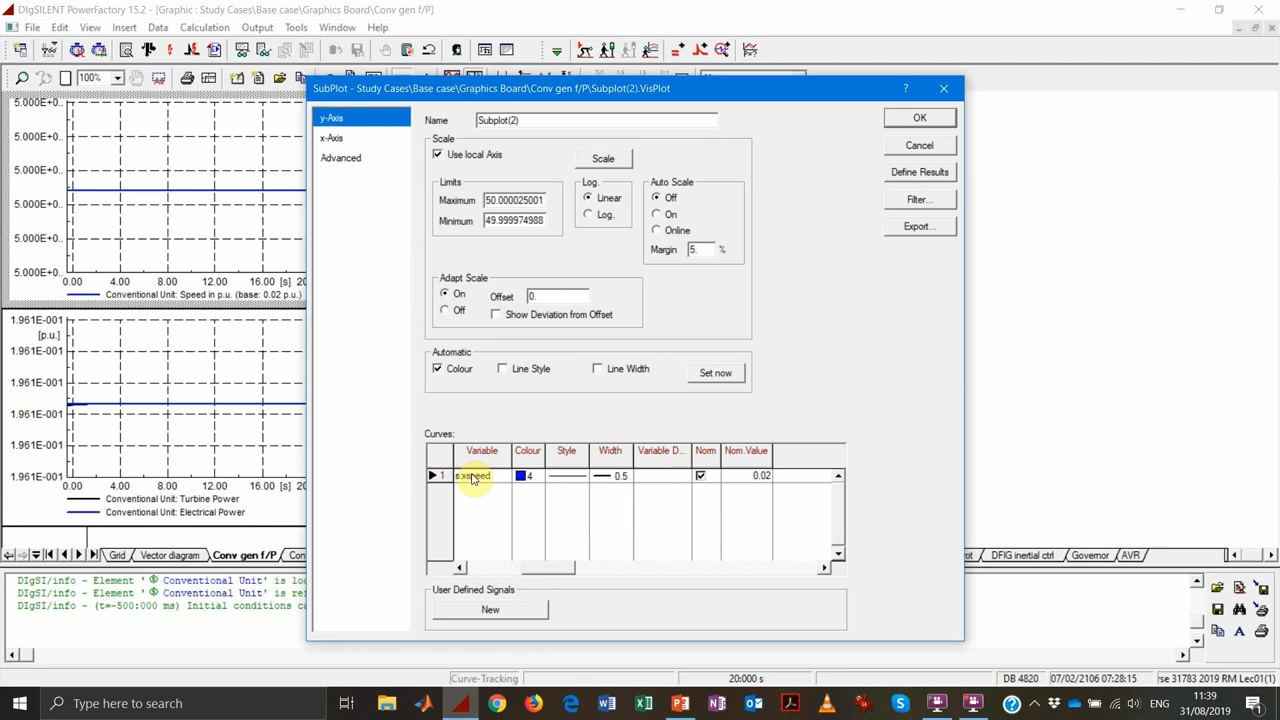 DIgSILENT PowerFactory 15.2 - [Graphic : Study Cases\Base case\Graphics Board\Conv gen f/P]
File Edit View Insert Data Calculation Output Tools Window Help
100%
SubPlot - Study Cases\Base case\Graphics Board\Conv gen f/P\Subplot(2).VisPlot
y-Axis
x-Axis
Advanced
Name Subplot(2)
Scale
Use local Axis
Scale
Limits
Maximum 50.000025001
Minimum 49.999974988
Log.
Linear
Log.
Auto Scale
Off
On
Online
Margin 5. %
Adapt Scale
On
Off
Offset 0.
Show Deviation from Offset
Automatic
Colour Line Style Line Width Set now
Curves:
Variable Colour Style Width Variable D... Norm Nom.Value
1 s:xspeed 4 0.5 0.02
User Defined Signals
New
OK
Cancel
Define Results
Filter...
Export...
5.000E+0..
5.000E+0..
5.000E+0..
5.000E+0..
5.000E+0..
5.000E+0..
0.00 4.00 8.00 12.00 16.00 [s]
Conventional Unit: Speed in p.u. (base: 0.02 p.u.)
1.961E-001
[p.u.]
1.961E-001
1.961E-001
1.961E-001
1.961E-001
1.961E-001
0.00 4.00 8.00 12.00 16.00 [s]
Conventional Unit: Turbine Power
Conventional Unit: Electrical Power
Grid Vector diagram Conv gen f/P
DFIG inertial ctrl Governor AVR
DIgSI/info - Element '
Conventional Unit' is
DIgSI/info - Element '
Conventional Unit' is
DIgSI/info - (t=-500:000 ms) Initial conditions
Curve-Tracking 20:000 s DB 4820 07/02/2106 07:28:15
Type here to search
11:39
31/08/2019